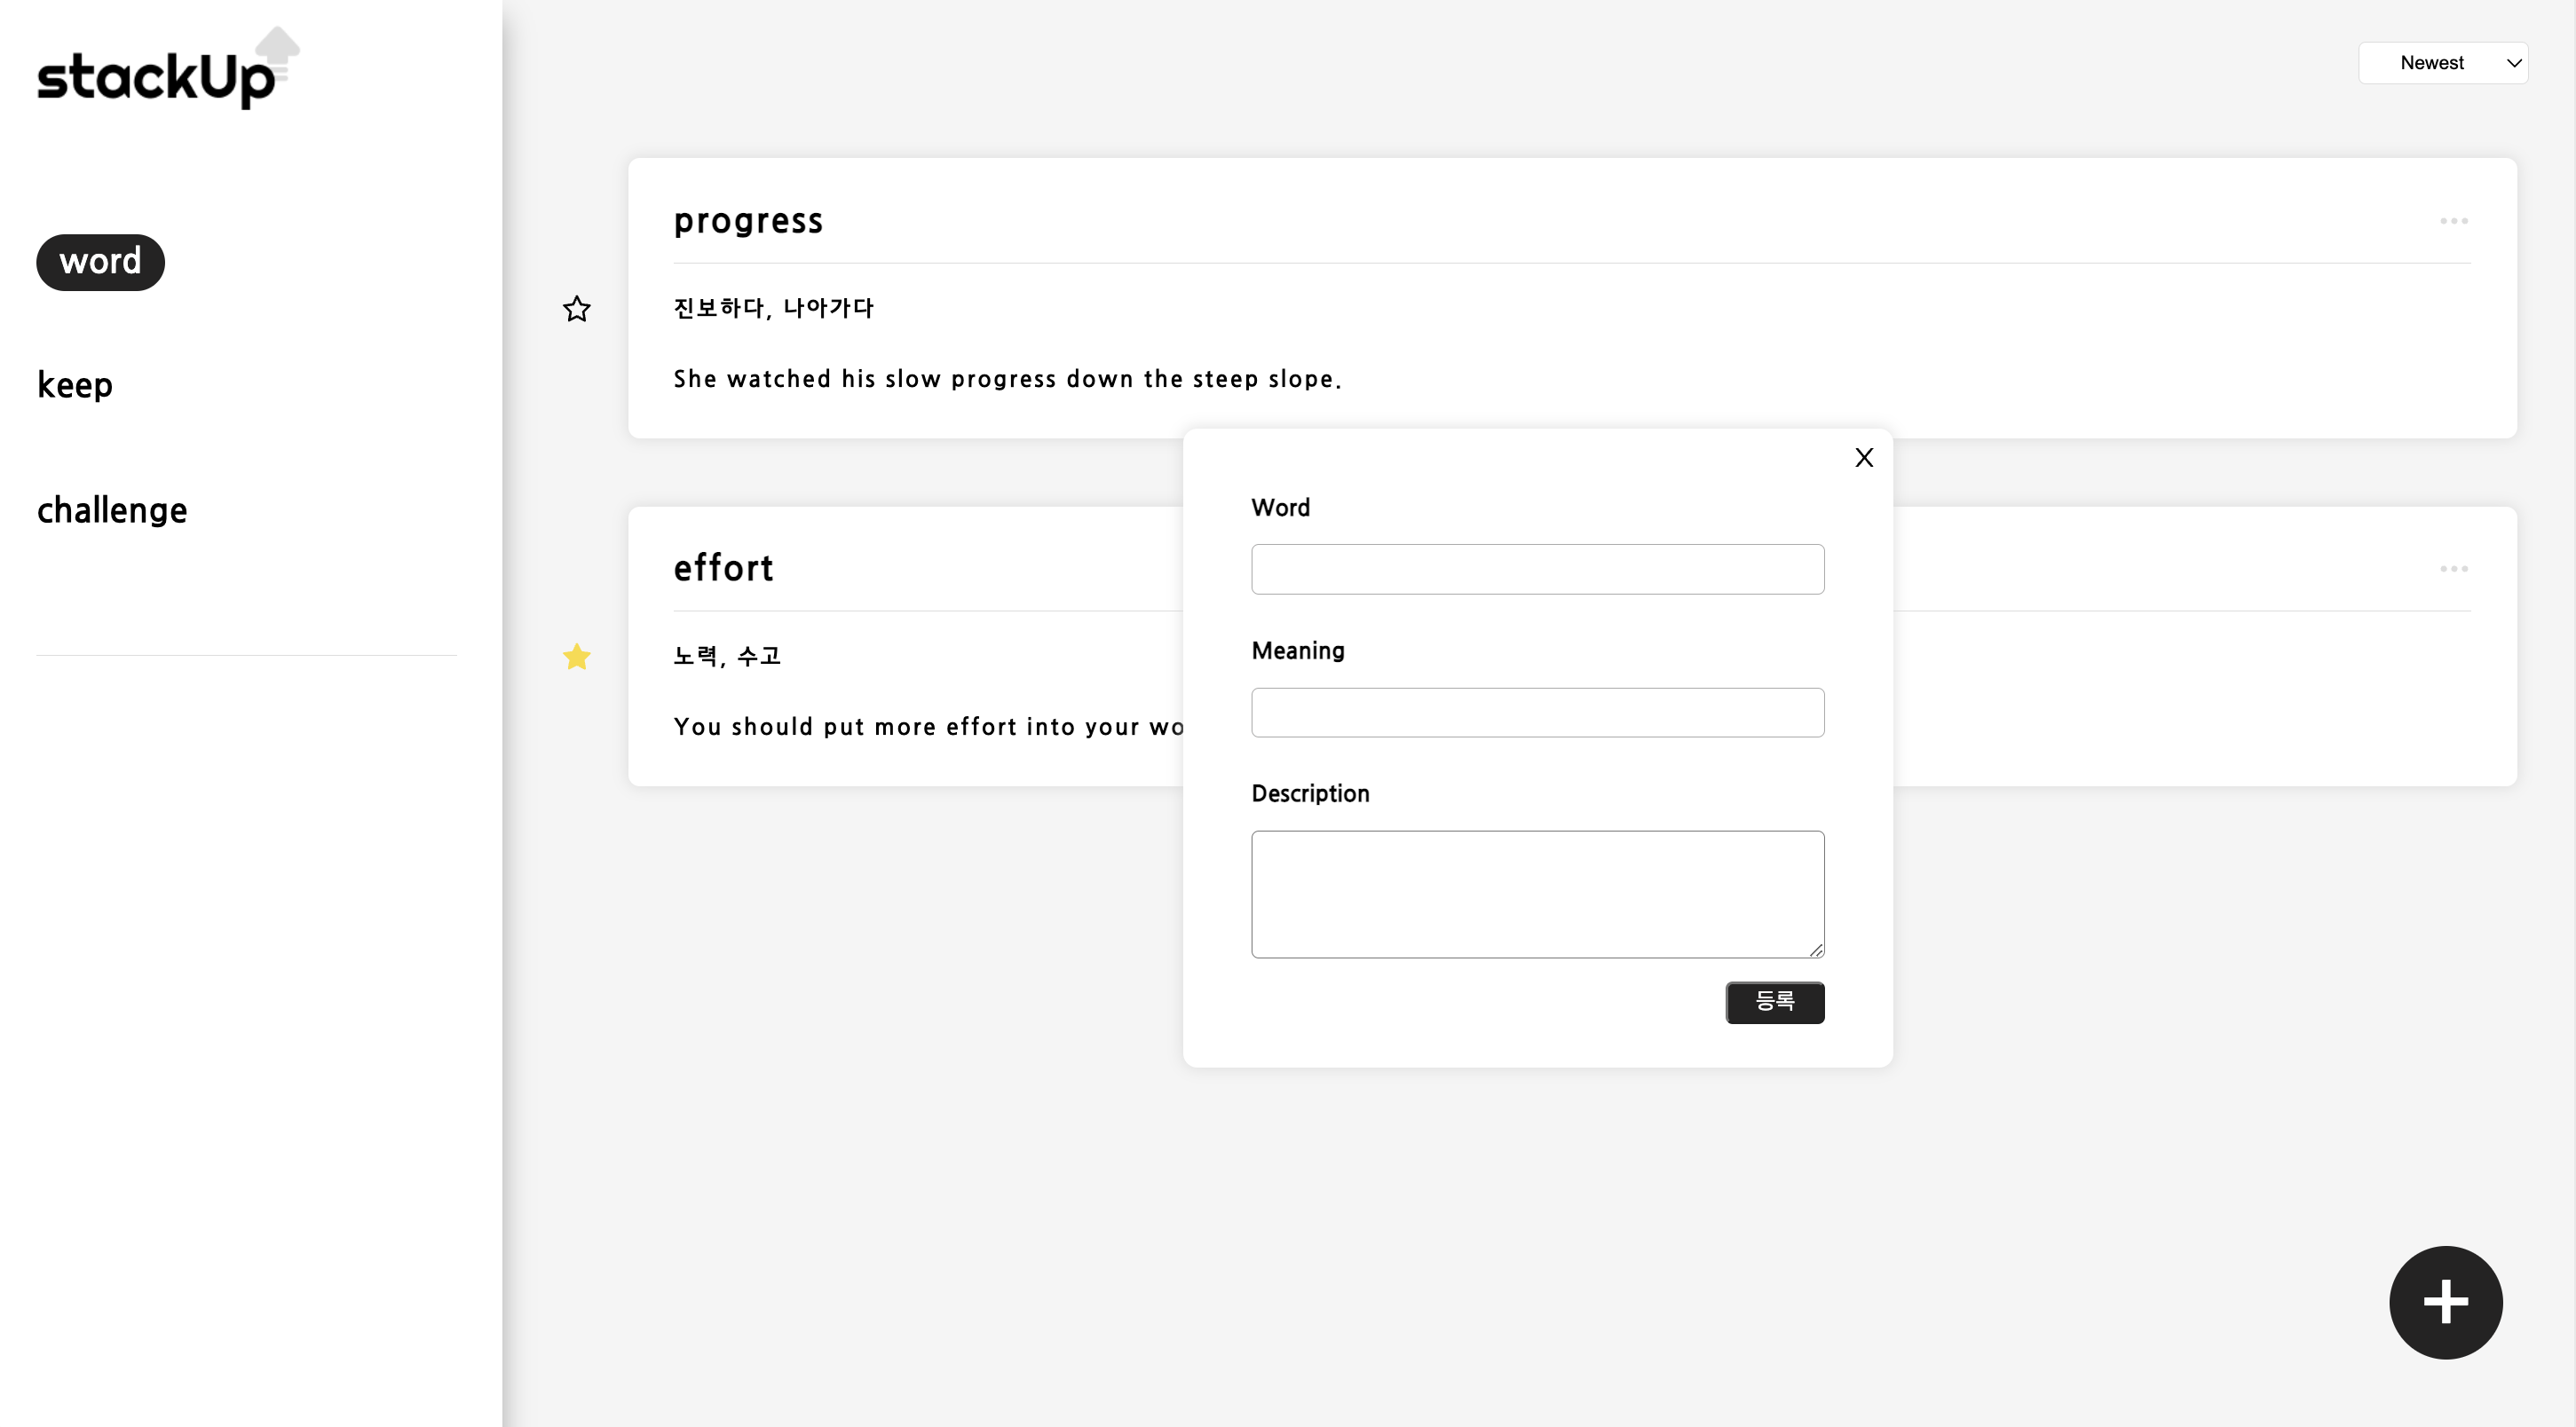 stackUp
word
keep
challenge
Newest
progress
진보하다, 나아가다
She watched his slow progress down the steep slope.
effort
노력, 수고
You should put more effort into your wo
X
Word
Meaning
Description
등록
+